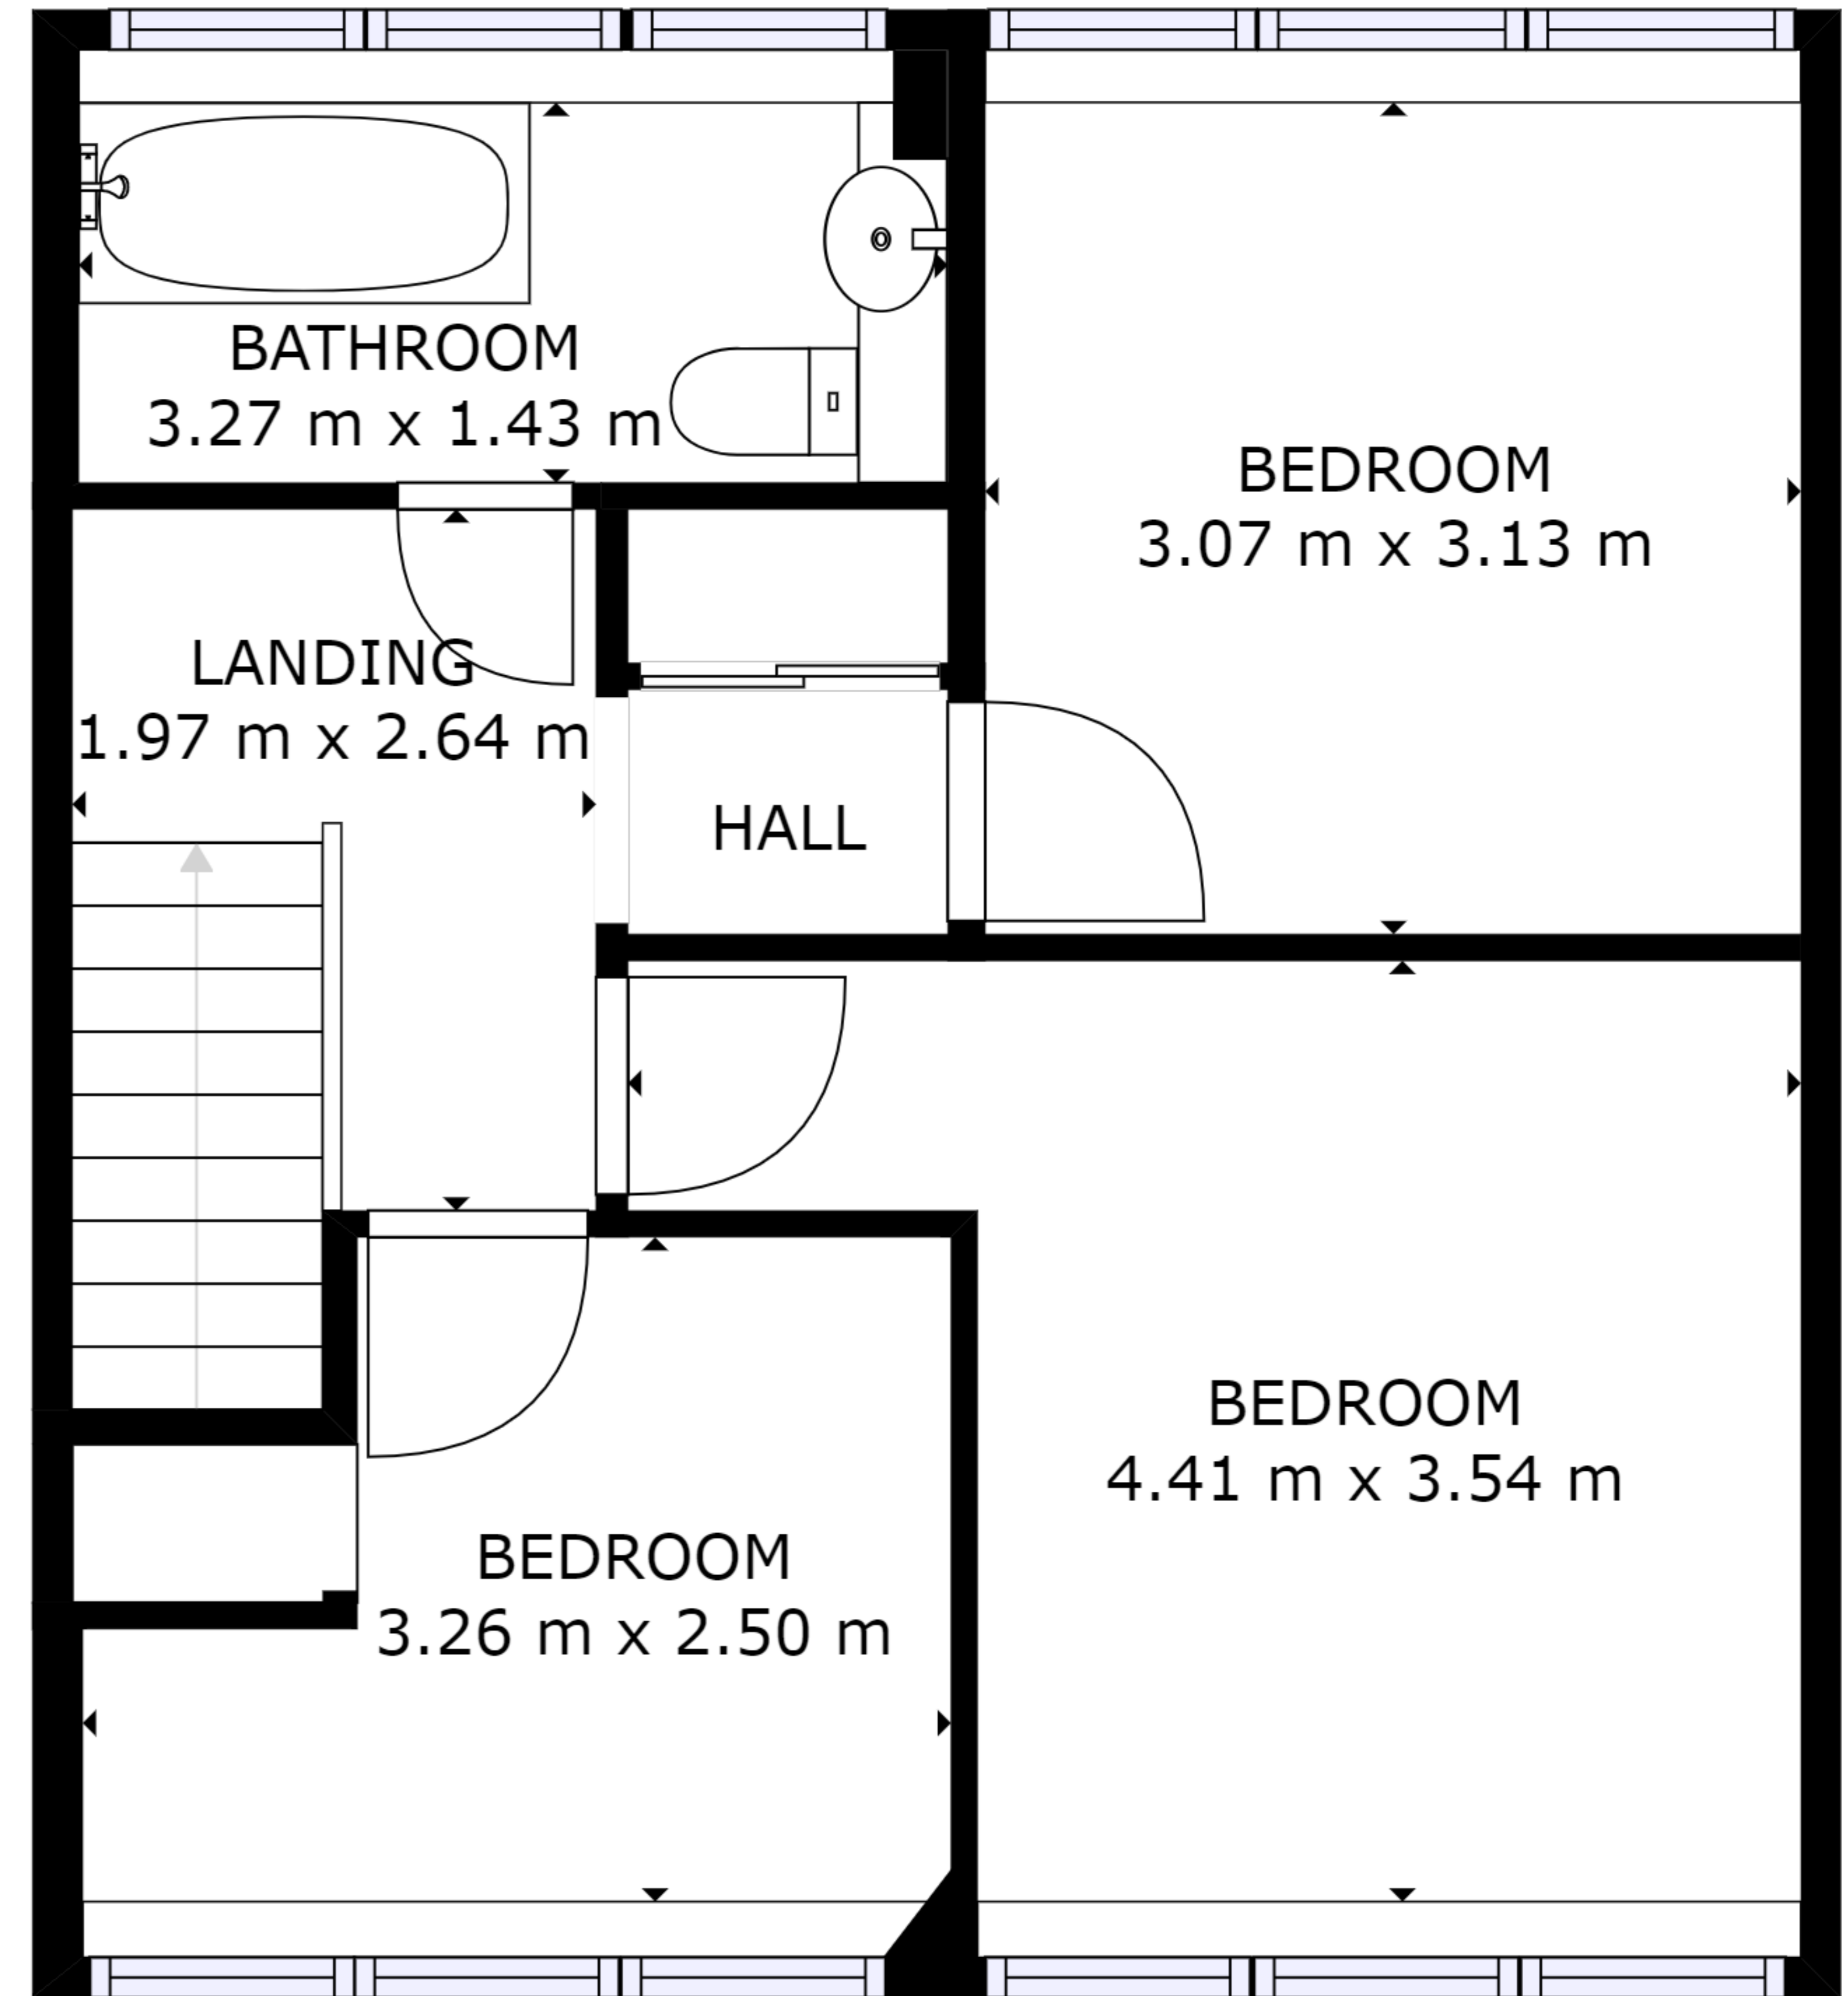 BATHROOM
3.27 m x 1.43 m
BEDROOM
3.07 m x 3.13 m
LANDING
1.97 m x 2.64 m
HALL
BEDROOM
4.41 m x 3.54 m
BEDROOM
3.26 m x 2.50 m